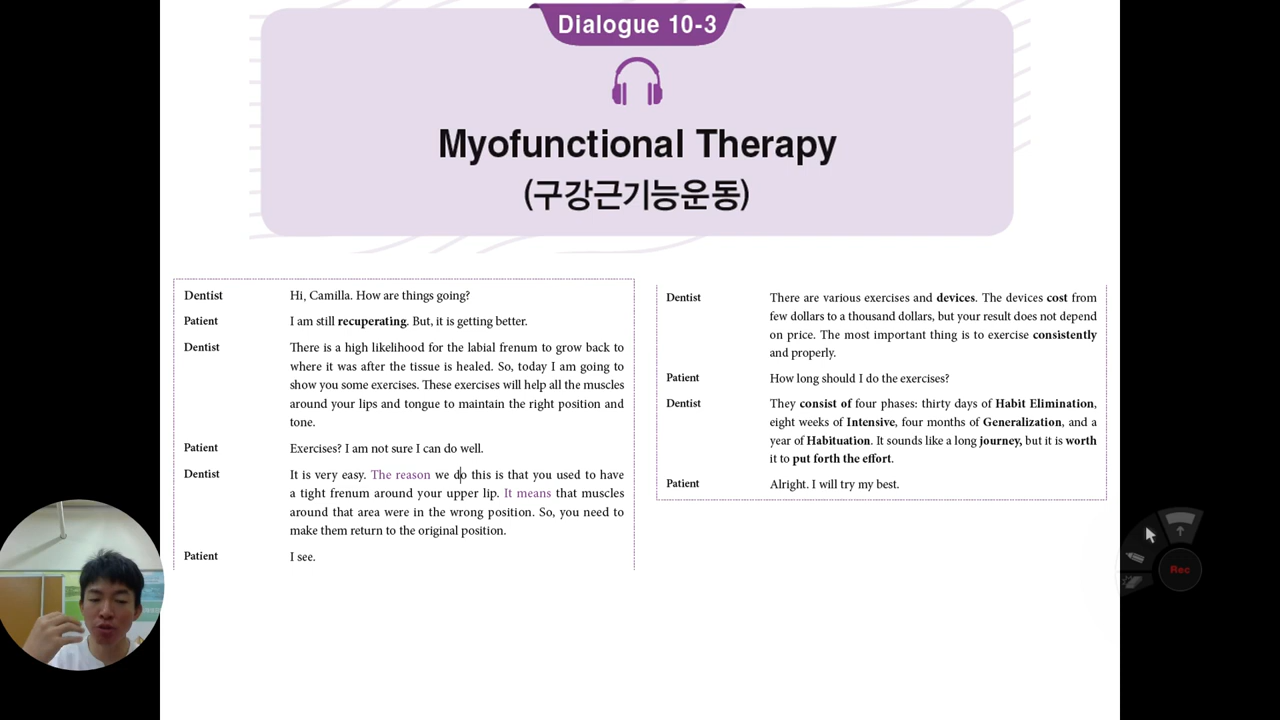 Dialogue 10-3
Myofunctional Therapy
(구강근기능운동)
Dentist Hi, Camilla. How are things going?
Patient I am still recuperating. But, it is getting better.
Dentist There is a high likelihood for the labial frenum to grow back to
where it was after the tissue is healed. So, today I am going to
show you some exercises. These exercises will help all the muscles
around your lips and tongue to maintain the right position and
tone.
Patient Exercises? I am not sure I can do well.
Dentist It is very easy. The reason we do this is that you used to have
a tight frenum around your upper lip. It means that muscles
around that area were in the wrong position. So, you need to
make them return to the original position.
Patient I see.
Dentist There are various exercises and devices. The devices cost from
few dollars to a thousand dollars, but your result does not depend
on price. The most important thing is to exercise consistently
and properly.
Patient How long should I do the exercises?
Dentist They consist of four phases: thirty days of Habit Elimination,
eight weeks of Intensive, four months of Generalization, and a
year of Habituation. It sounds like a long journey, but it is worth
it to put forth the effort.
Patient Alright. I will try my best.
Rec